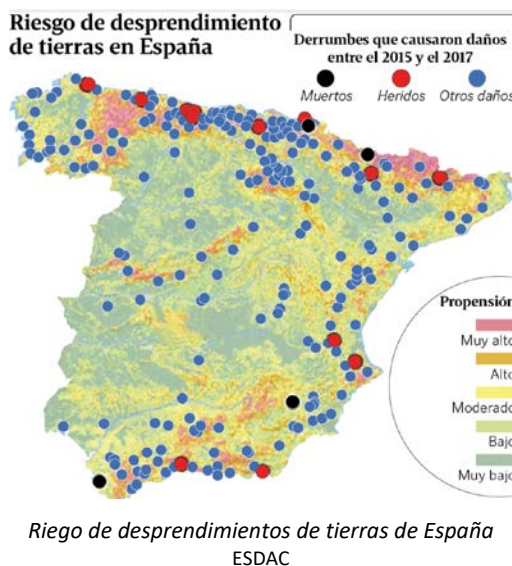 Riesgo de desprendimiento
de tierras en España
Derrumbes que causaron daños
entre el 2015 y el 2017
Muertos Heridos Otros daños
Propensión
Muy alto
Alto
Moderado
Bajo
Muy bajo
Riego de desprendimientos de tierras de España
ESDAC